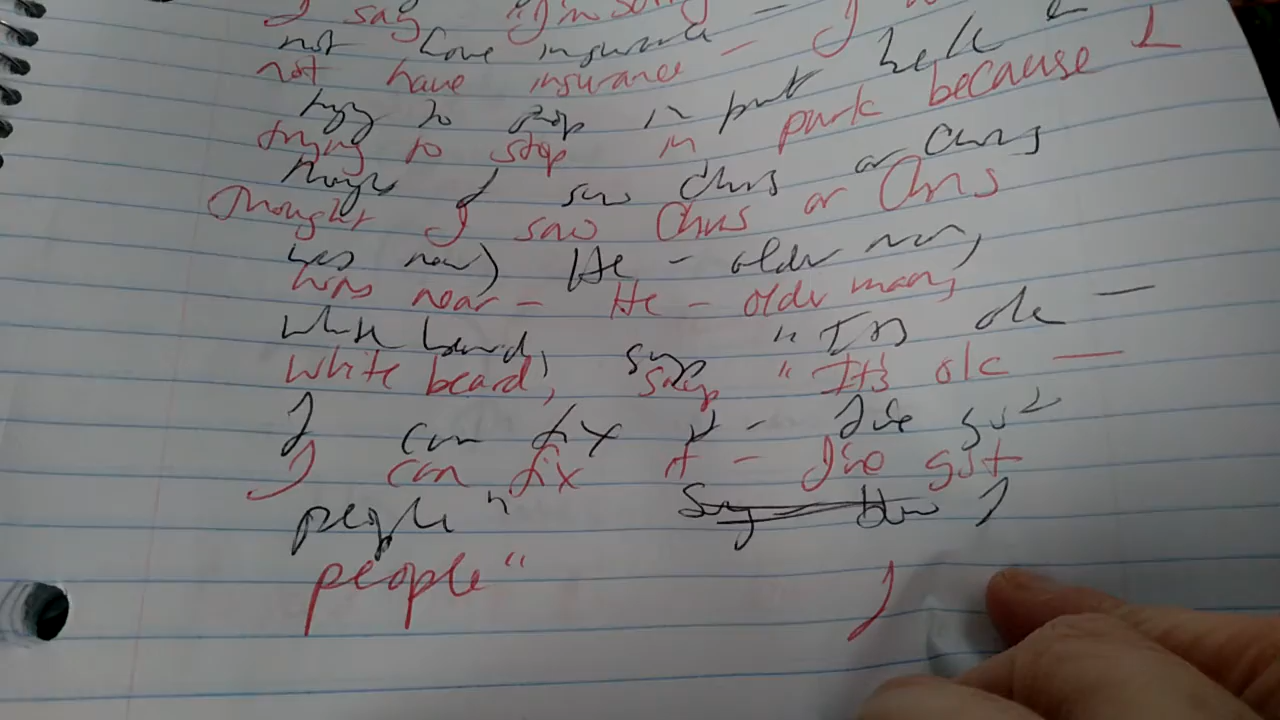 I say "I'm sorry - I
not have insurance - I
not have insurance - I
trying to stop in park
trying to stop in park because I
thought I saw Chris or Chris
thought I saw Chris or Chris
was near) He - older man,
was near - He - older man,
white beard, says "It's ok —
white beard, says "It's ok —
I can fix it - I've got
I can fix it - I've got
people" Say I
people"
I